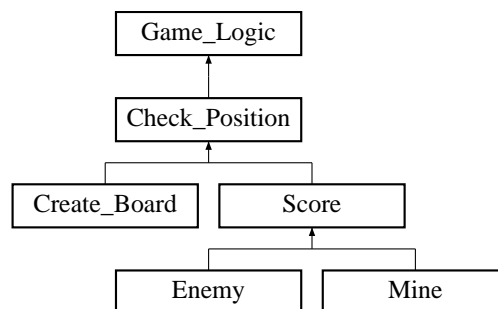 Game_Logic
Check_Position
Create_Board
Score
Enemy
Mine